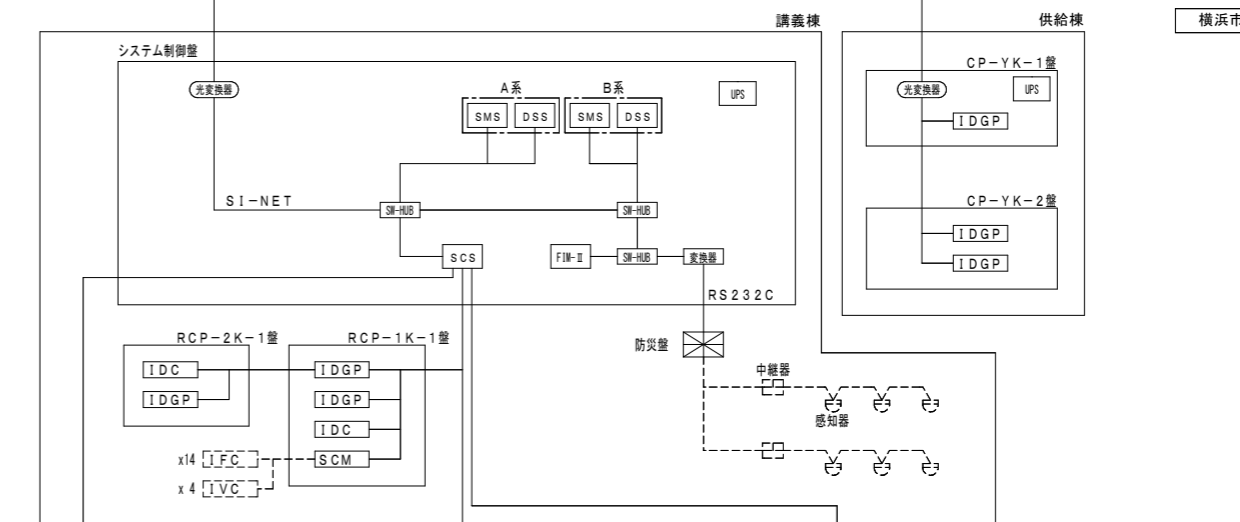 講義棟
供給棟
横浜市
システム制御盤
光変換器
A系
SMS
DSS
B系
SMS
DSS
UPS
CP-YK-1盤
光変換器
UPS
IDGP
SI-NET
SW-HUB
SW-HUB
CP-YK-2盤
IDGP
IDGP
SCS
FIM-Ⅱ
SW-HUB
変換器
RS232C
RCP-2K-1盤
IDC
IDGP
RCP-1K-1盤
IDGP
IDGP
IDC
SCM
x14 IFC
x 4 IVC
防災盤
中継器
感知器